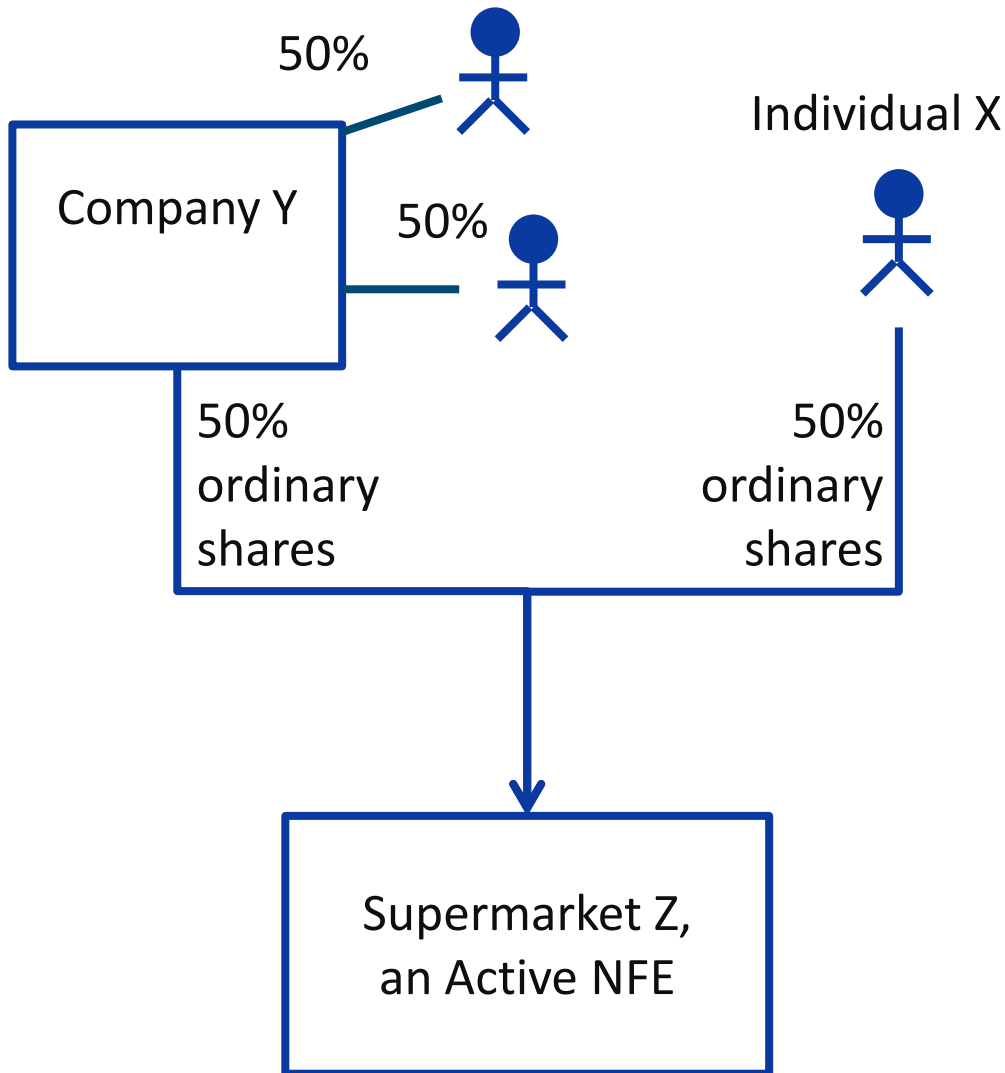 50%
Individual X
Company Y
50%
50%
ordinary
shares
50%
ordinary
shares
Supermarket Z,
an Active NFE